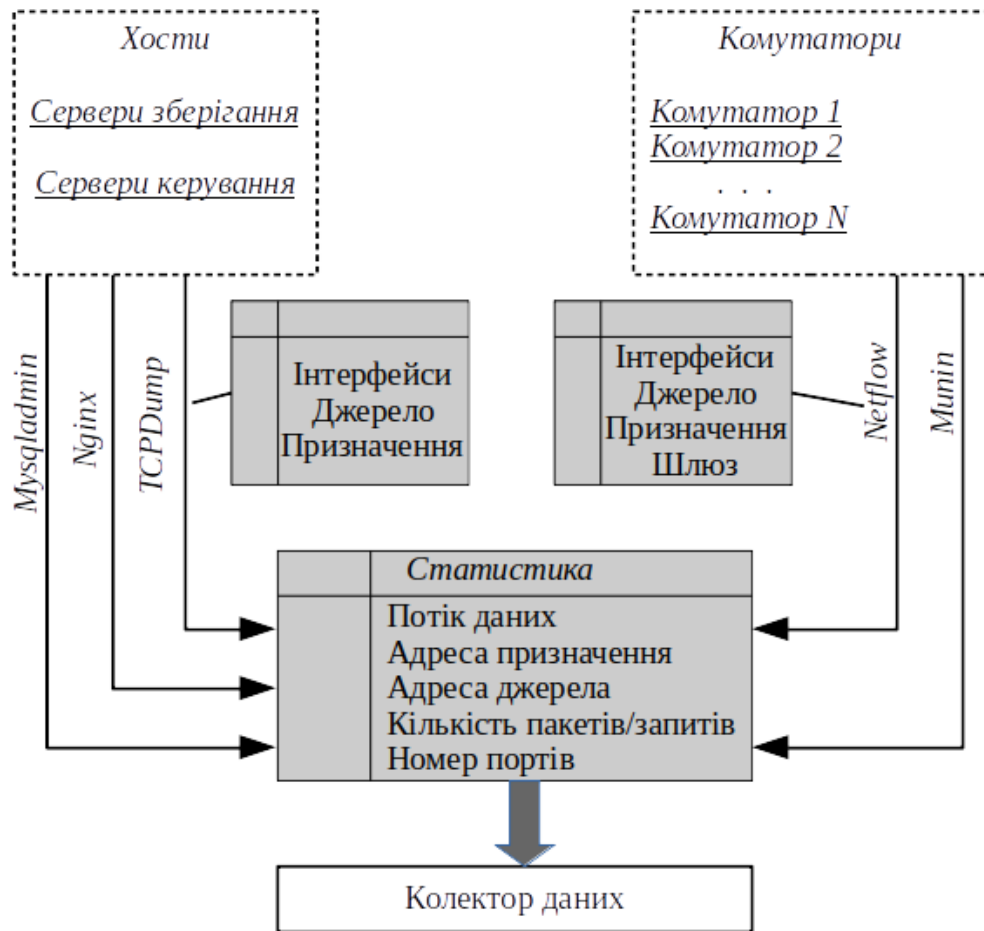 Хости
Сервери зберігання
Сервери керування
Комутатори
Комутатор 1
Комутатор 2
. . .
Комутатор N
Mysqladmin
Nginx
TCPDump
Інтерфейси
Джерело
Призначення
Інтерфейси
Джерело
Призначення
Шлюз
Netflow
Munin
Статистика
Потік даних
Адреса призначення
Адреса джерела
Кількість пакетів/запитів
Номер портів
Колектор даних